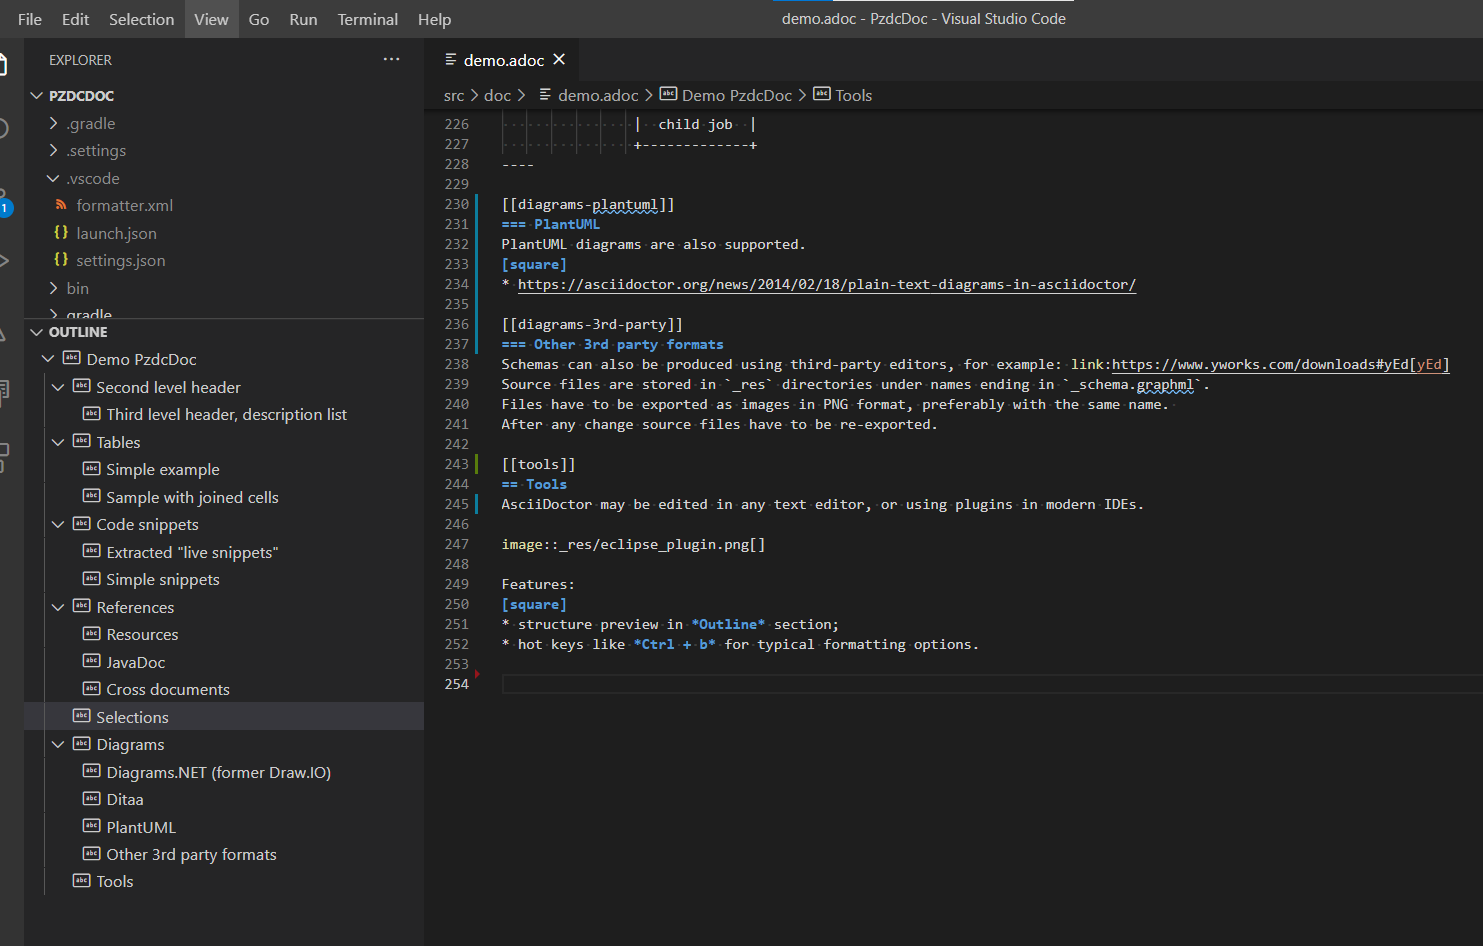 File Edit Selection View Go Run Terminal Help
demo.adoc - PzdcDoc - Visual Studio Code
EXPLORER ···
PZDCDOC
.gradle
.settings
.vscode
formatter.xml
{} launch.json
{} settings.json
bin
gradle
1
OUTLINE
Demo PzdcDoc
Second level header
Third level header, description list
Tables
Simple example
Sample with joined cells
Code snippets
Extracted "live snippets"
Simple snippets
References
Resources
JavaDoc
Cross documents
Selections
Diagrams
Diagrams.NET (former Draw.IO)
Ditaa
PlantUML
Other 3rd party formats
Tools
demo.adoc
src > doc > demo.adoc > Demo PzdcDoc > Tools
226 | child job |
227 +-------------+
228 ----
229
230 [[diagrams-plantuml]]
231 === PlantUML
232 PlantUML diagrams are also supported.
233 [square]
234 * https://asciidoctor.org/news/2014/02/18/plain-text-diagrams-in-asciidoctor/
235
236 [[diagrams-3rd-party]]
237 === Other 3rd party formats
238 Schemas can also be produced using third-party editors, for example: link:https://www.yworks.com/downloads#yEd[yEd]
239 Source files are stored in `_res` directories under names ending in `_schema.graphml`.
240 Files have to be exported as images in PNG format, preferably with the same name.
241 After any change source files have to be re-exported.
242
243 [[tools]]
244 == Tools
245 AsciiDoctor may be edited in any text editor, or using plugins in modern IDEs.
246
247 image::_res/eclipse_plugin.png[]
248
249 Features:
250 [square]
251 * structure preview in *Outline* section;
252 * hot keys like *Ctrl + b* for typical formatting options.
253
254